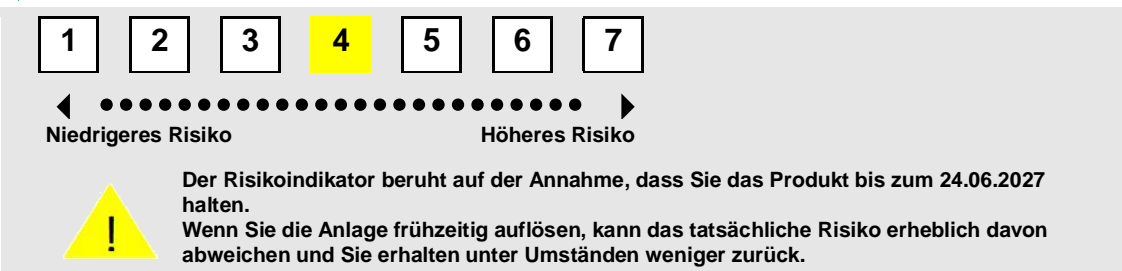 1 2 3 4 5 6 7
Niedrigeres Risiko Höheres Risiko
Der Risikoindikator beruht auf der Annahme, dass Sie das Produkt bis zum 24.06.2027
halten.
Wenn Sie die Anlage frühzeitig auflösen, kann das tatsächliche Risiko erheblich davon
abweichen und Sie erhalten unter Umständen weniger zurück.
!